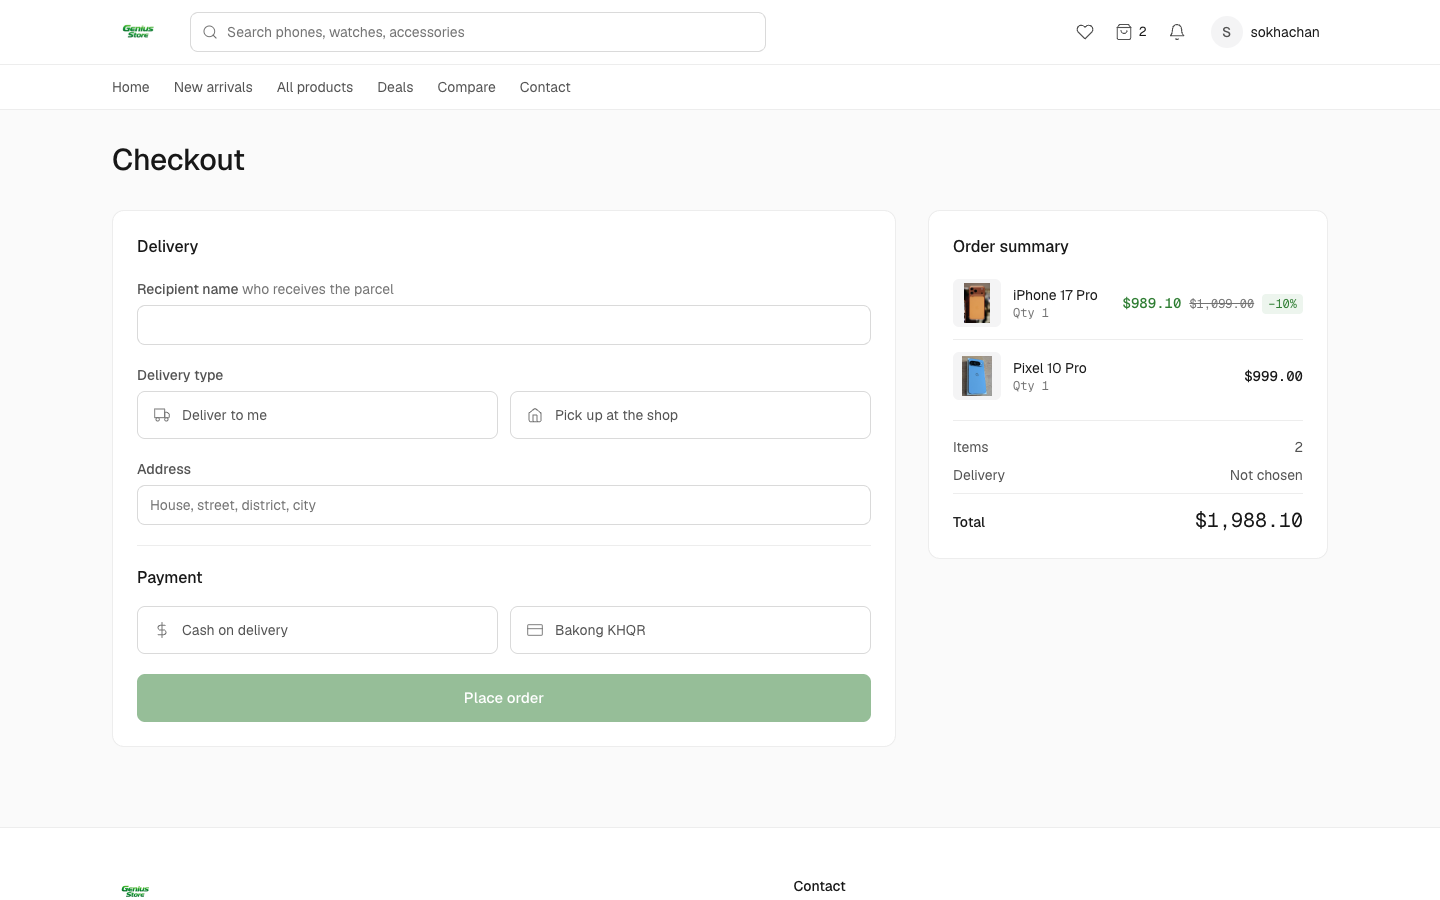 Genius
Store
Search phones, watches, accessories
2
S
sokhachan
Home
New arrivals
All products
Deals
Compare
Contact
Checkout
Delivery
Recipient name who receives the parcel
Delivery type
Deliver to me
Pick up at the shop
Address
House, street, district, city
Payment
Cash on delivery
Bakong KHQR
Place order
Order summary
iPhone 17 Pro
Qty 1
$989.10 $1,099.00 -10%
Pixel 10 Pro
Qty 1
$999.00
Items 2
Delivery Not chosen
Total $1,988.10
Genius
Store
Contact